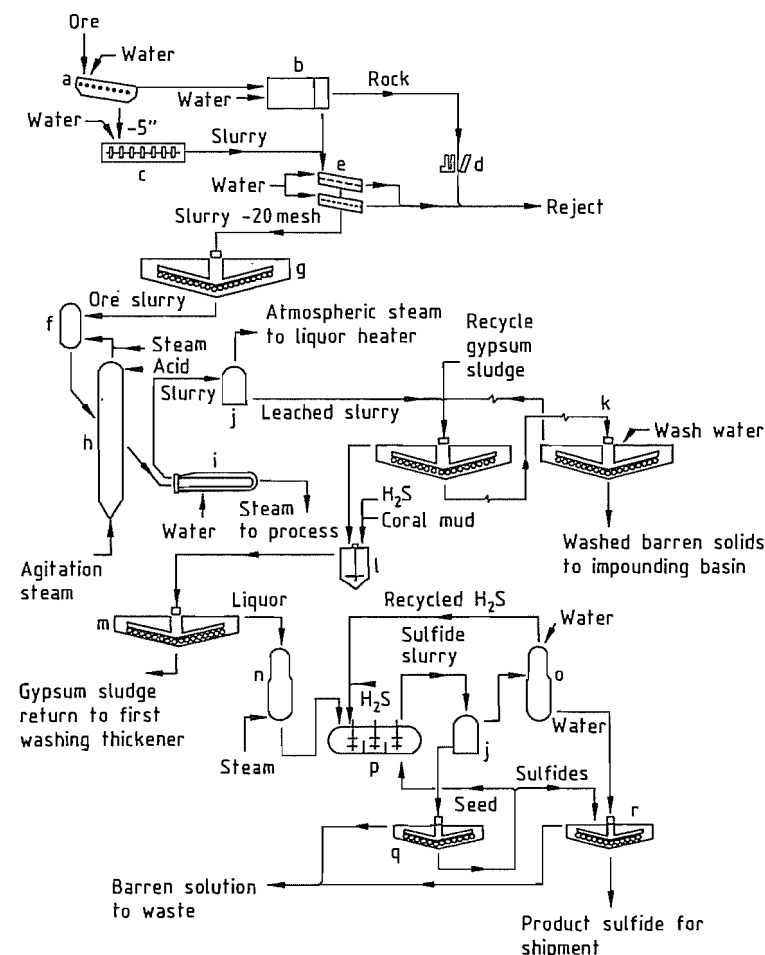 Ore
Water
a
b
Water
Rock
Water
-5"
Slurry
c
d
e
Water
Reject
Slurry -20 mesh
g
Ore slurry
f
Steam
Acid
Atmospheric steam
to liquor heater
Recycle
gypsum
sludge
Slurry
j
Leached slurry
k
Wash water
h
i
H₂S
Coral mud
Water
Steam
to process
Washed barren solids
to impounding basin
l
Agitation
steam
Liquor
m
Recycled H₂S
Water
Sulfide
slurry
n
o
Gypsum sludge
return to first
washing thickener
H₂S
Water
Steam
p
j
Sulfides
Seed
r
q
Barren solution
to waste
Product sulfide for
shipment